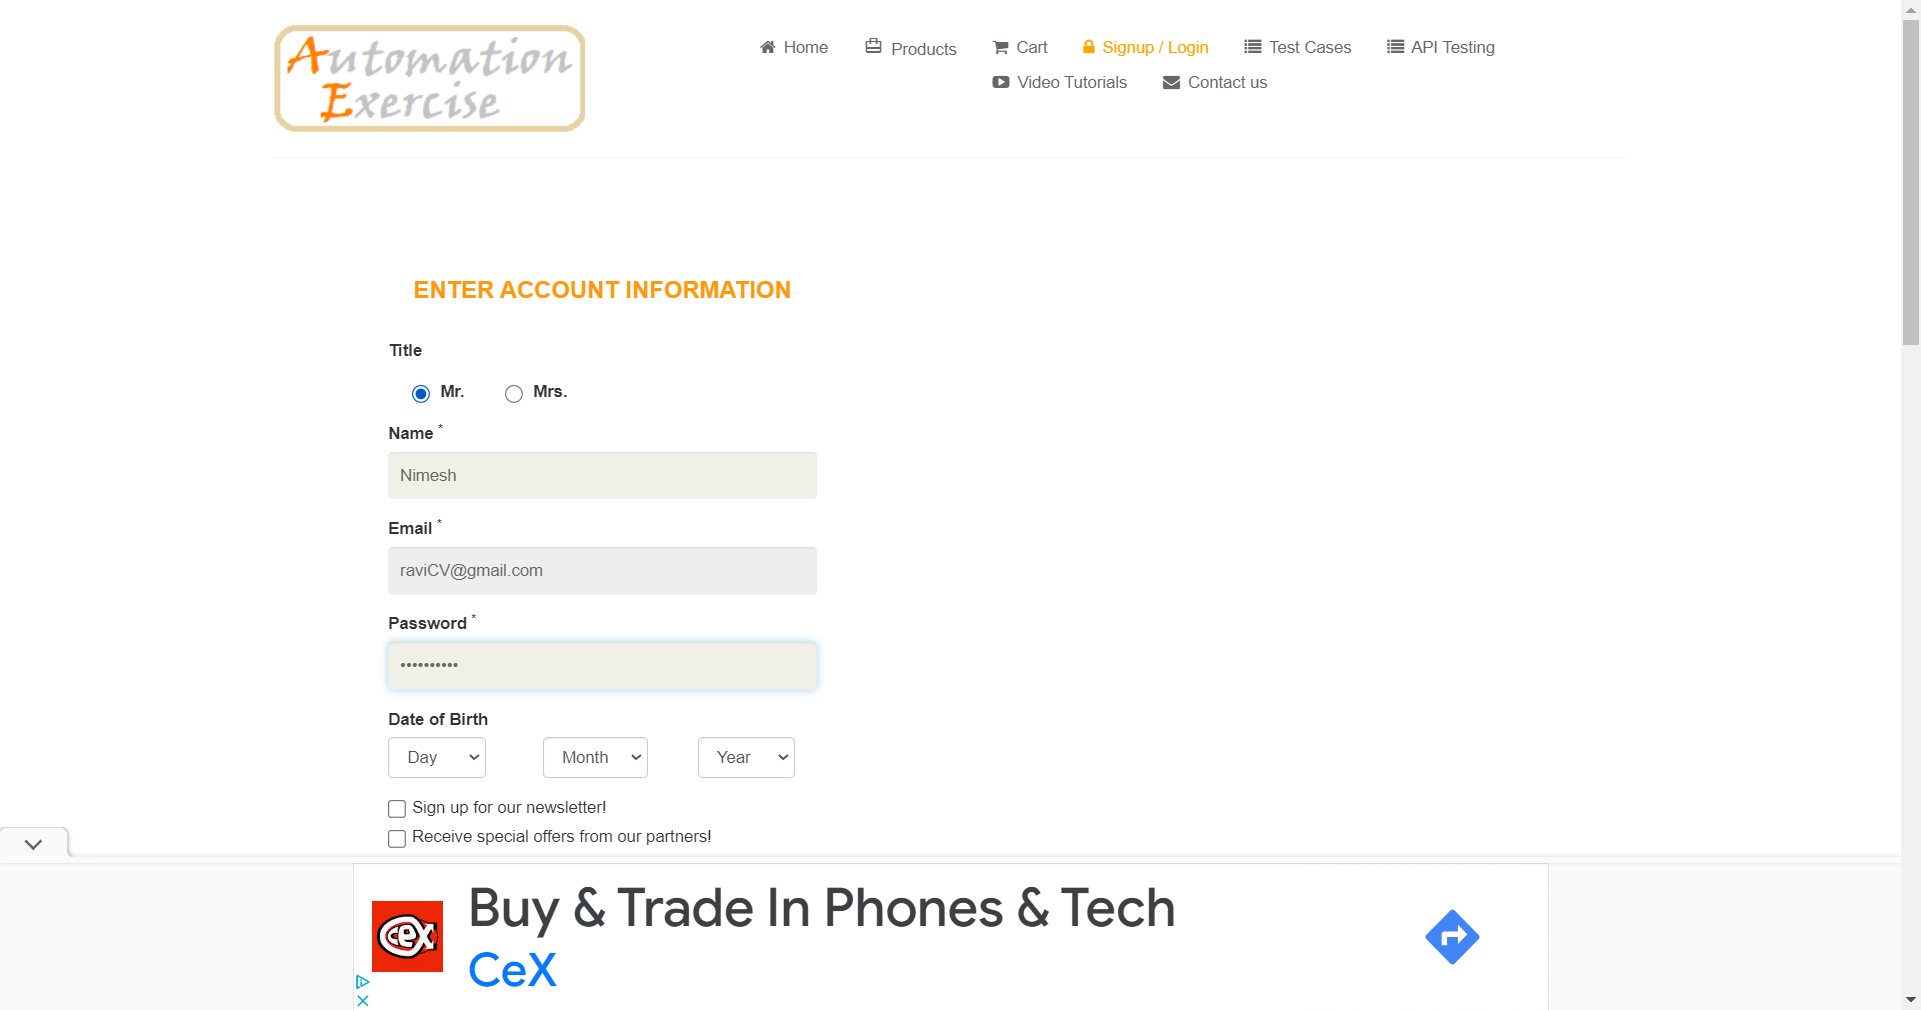 Automation
Exercise
Home Products Cart Signup / Login Test Cases API Testing
Video Tutorials Contact us
ENTER ACCOUNT INFORMATION
Title
Mr. Mrs.
Name *
Nimesh
Email *
raviCV@gmail.com
Password *
••••••••••
Date of Birth
Day Month Year
Sign up for our newsletter!
Receive special offers from our partners!
Buy & Trade In Phones & Tech
CeX
CeX